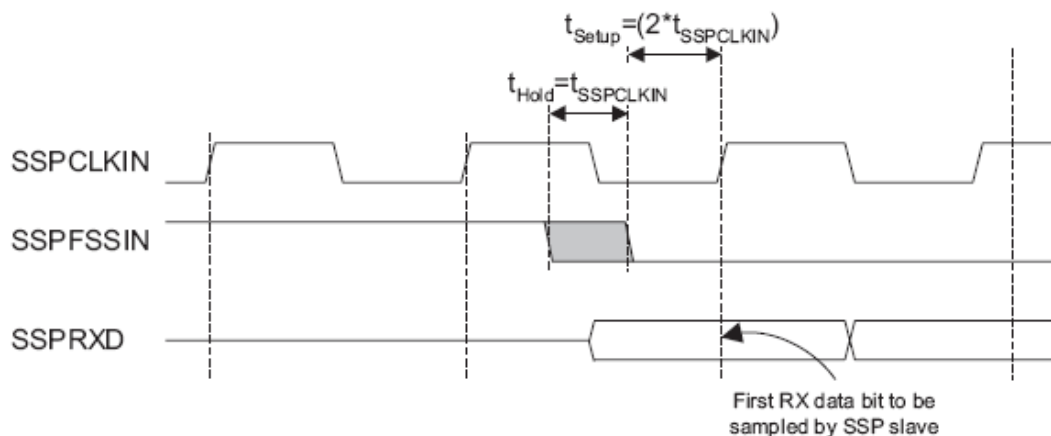 tSetup=(2*tSSPCLKIN)
tHold=tSSPCLKIN
SSPCLKIN
SSPFSSIN
SSPRXD
First RX data bit to be
sampled by SSP slave